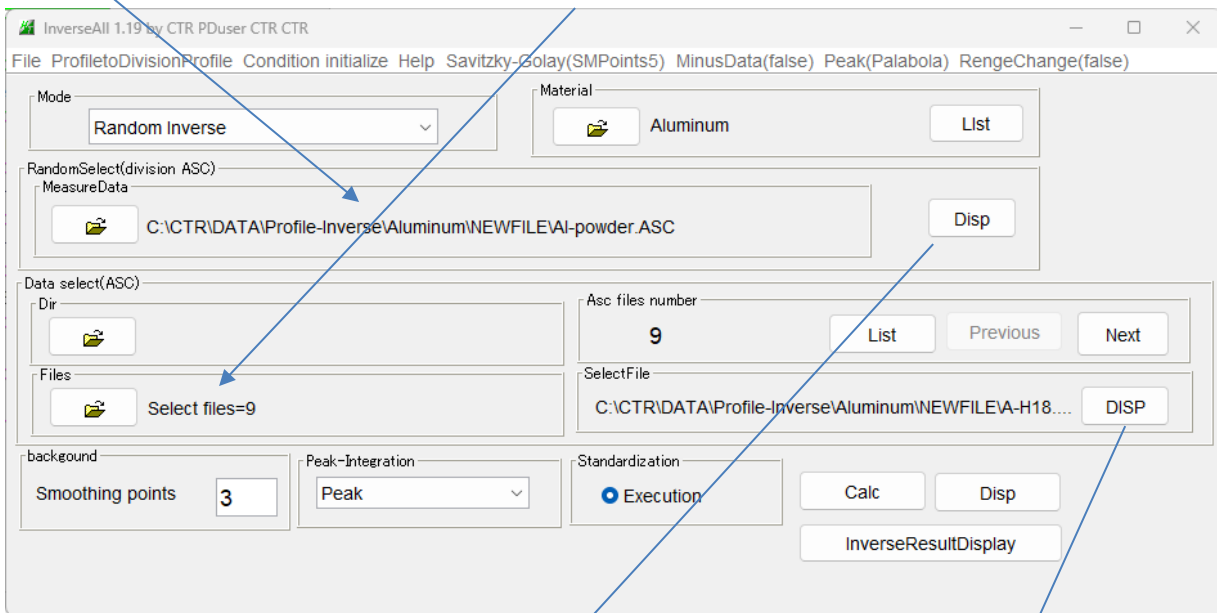 InverseAll 1.19 by CTR PDuser CTR CTR
File ProfiletoDivisionProfile Condition initialize Help Savitzky-Golay(SMPoints5) MinusData(false) Peak(Palabola) RengeChange(false)
Mode
Random Inverse
Material
Aluminum
LIst
RandomSelect(division ASC)
MeasureData
C:\CTR\DATA\Profile-Inverse\Aluminum\NEWFILE\Al-powder.ASC
Disp
Data select(ASC)
Dir
Asc files number
9
List
Previous
Next
Files
Select files=9
SelectFile
C:\CTR\DATA\Profile-Inverse\Aluminum\NEWFILE\A-H18....
DISP
backgound
Smoothing points
3
Peak-Integration
Peak
Standardization
Execution
Calc
Disp
InverseResultDisplay